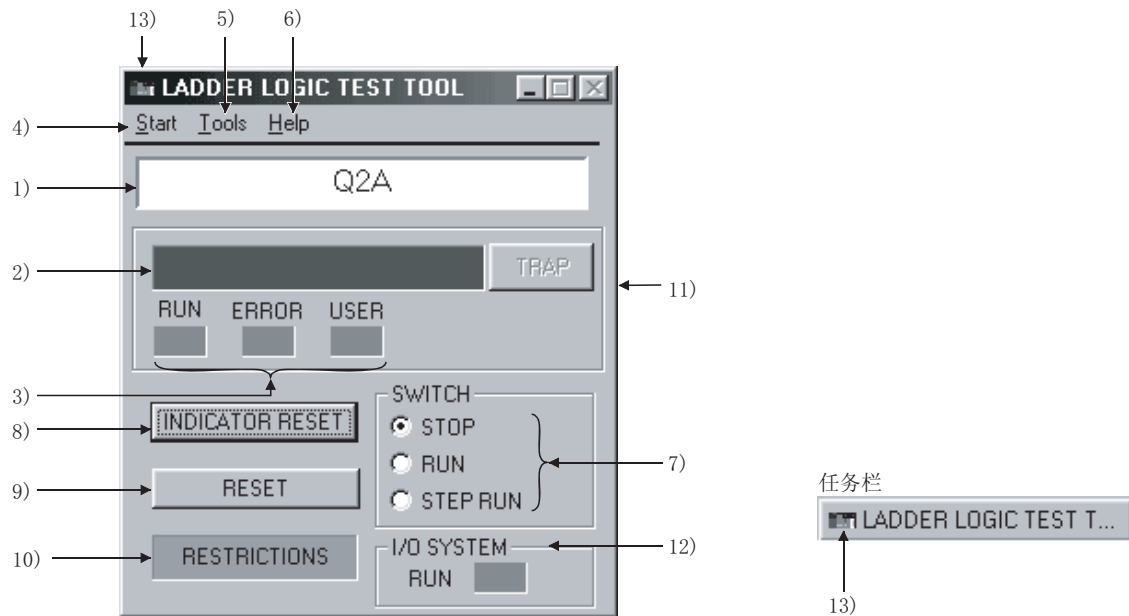 13)
5)
6)
LADDER LOGIC TEST TOOL
4)
Start Tools Help
1)
Q2A
2)
TRAP
11)
RUN ERROR USER
3)
SWITCH
8)
INDICATOR RESET
STOP
RUN
7)
9)
RESET
STEP RUN
任务栏
LADDER LOGIC TEST T...
10)
RESTRICTIONS
I/O SYSTEM
12)
RUN
13)